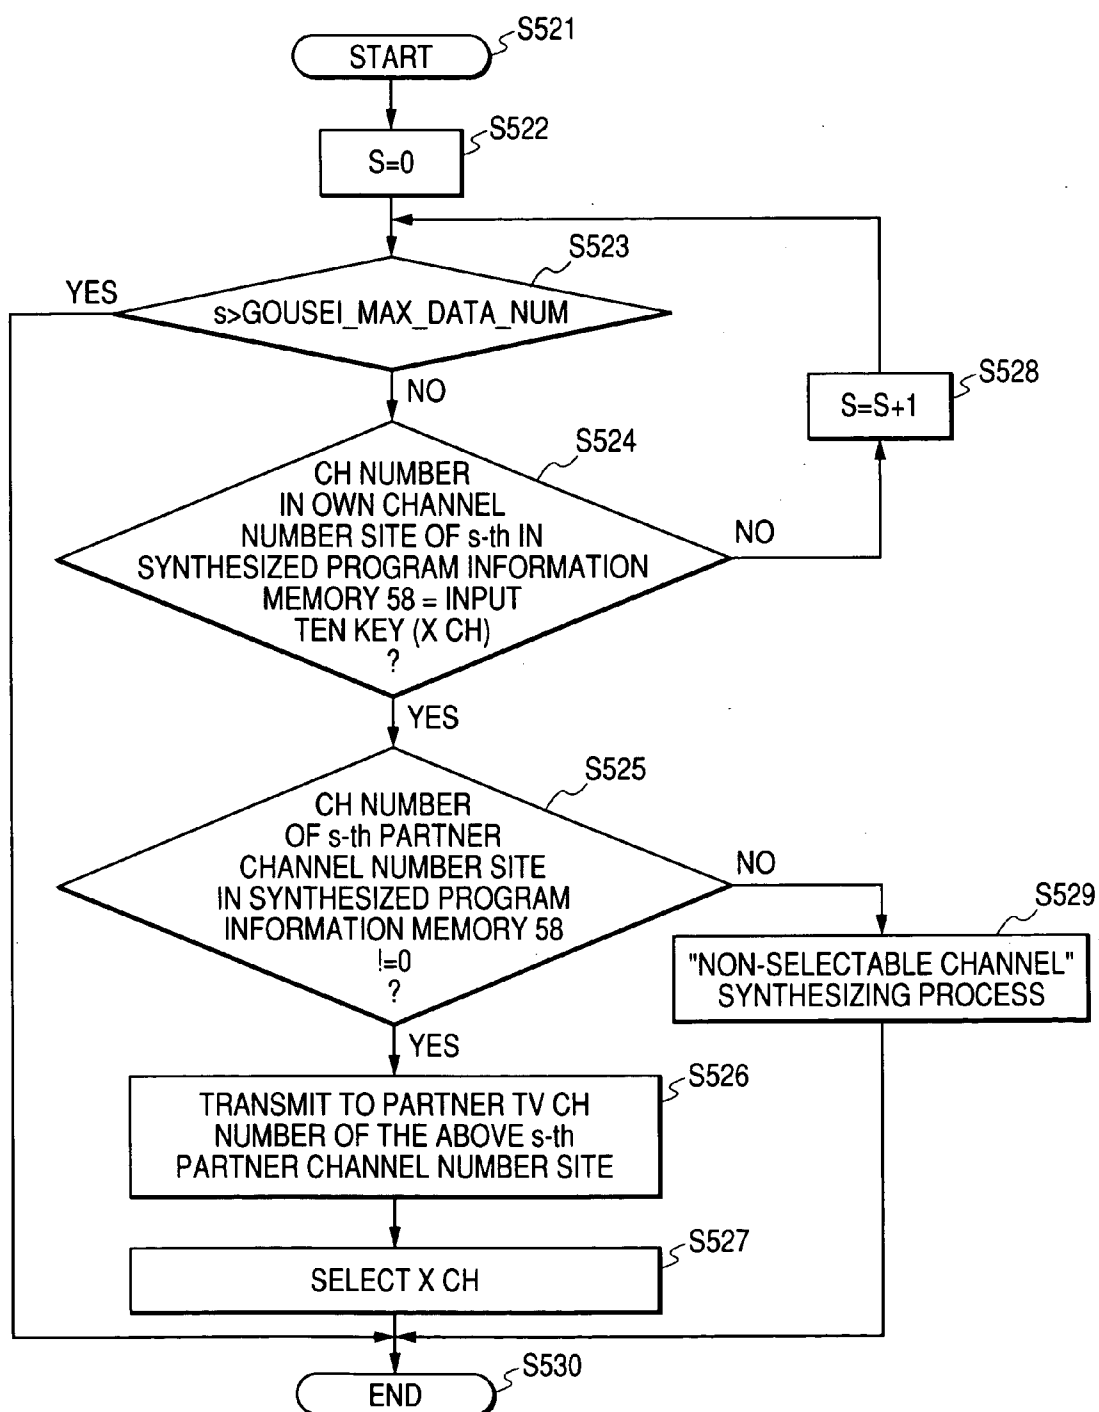 S521
START
S522
S=0
S523
YES
s>GOUSEI_MAX_DATA_NUM
NO
S528
S=S+1
S524
CH NUMBER
IN OWN CHANNEL
NUMBER SITE OF s-th IN
SYNTHESIZED PROGRAM INFORMATION
MEMORY 58 = INPUT
TEN KEY (X CH)
?
NO
YES
S525
CH NUMBER
OF s-th PARTNER
CHANNEL NUMBER SITE
IN SYNTHESIZED PROGRAM
INFORMATION MEMORY 58
!=0
?
NO
S529
"NON-SELECTABLE CHANNEL"
SYNTHESIZING PROCESS
YES
S526
TRANSMIT TO PARTNER TV CH
NUMBER OF THE ABOVE s-th
PARTNER CHANNEL NUMBER SITE
S527
SELECT X CH
S530
END